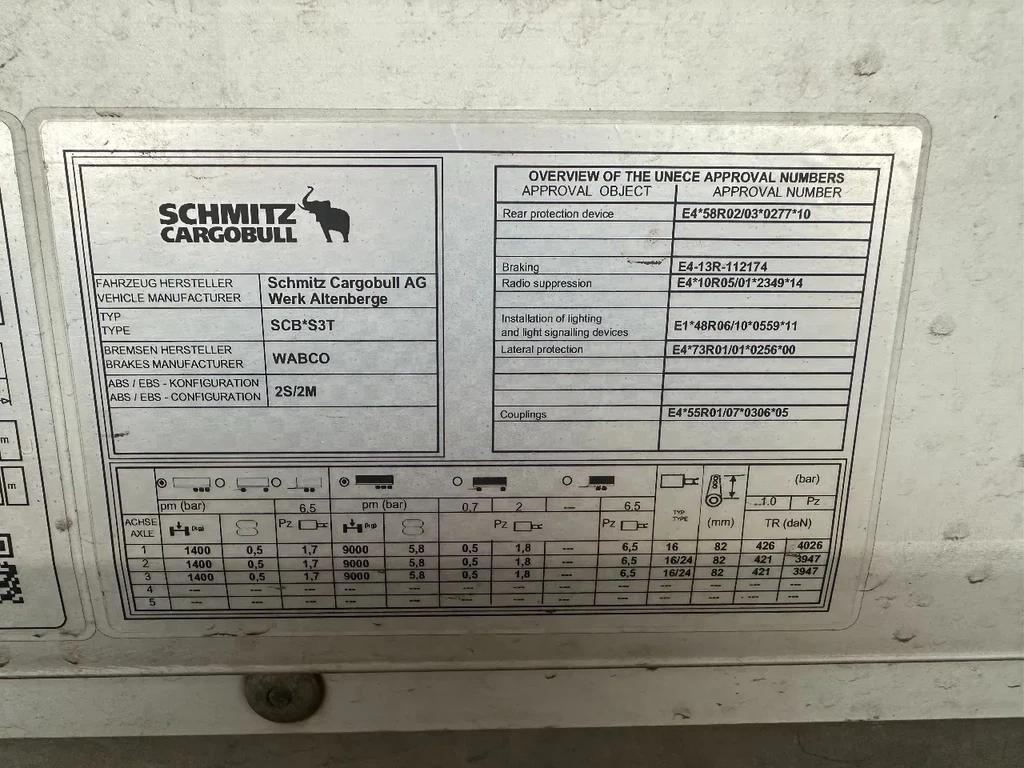 SCHMITZ
CARGOBULL
FAHRZEUG HERSTELLER
VEHICLE MANUFACTURER
Schmitz Cargobull AG
Werk Altenberge
TYP
TYPE
SCB*S3T
BREMSEN HERSTELLER
BRAKES MANUFACTURER
WABCO
ABS / EBS - KONFIGURATION
ABS / EBS - CONFIGURATION
2S/2M
OVERVIEW OF THE UNECE APPROVAL NUMBERS
APPROVAL OBJECT APPROVAL NUMBER
Rear protection device E4*58R02/03*0277*10
Braking E4-13R-112174
Radio suppression E4*10R05/01*2349*14
Installation of lighting
and light signalling devices E1*48R06/10*0559*11
Lateral protection E4*73R01/01*0256*00
Couplings E4*55R01/07*0306*05
(bar)
pm (bar) 6,5 pm (bar) 0,7 2 --- 6,5 TYP TYPE ...1.0 Pz
ACHSE
AXLE
Pz Pz Pz (mm) TR (daN)
1 1400 0,5 1,7 9000 5,8 0,5 1,8 --- 6,5 16 82 426 4026
2 1400 0,5 1,7 9000 5,8 0,5 1,8 --- 6,5 16/24 82 421 3947
3 1400 0,5 1,7 9000 5,8 0,5 1,8 --- 6,5 16/24 82 421 3947
4 --- --- --- --- --- --- --- --- --- --- --- --- ---
5 --- --- --- --- --- --- --- --- --- --- --- --- ---
m
m